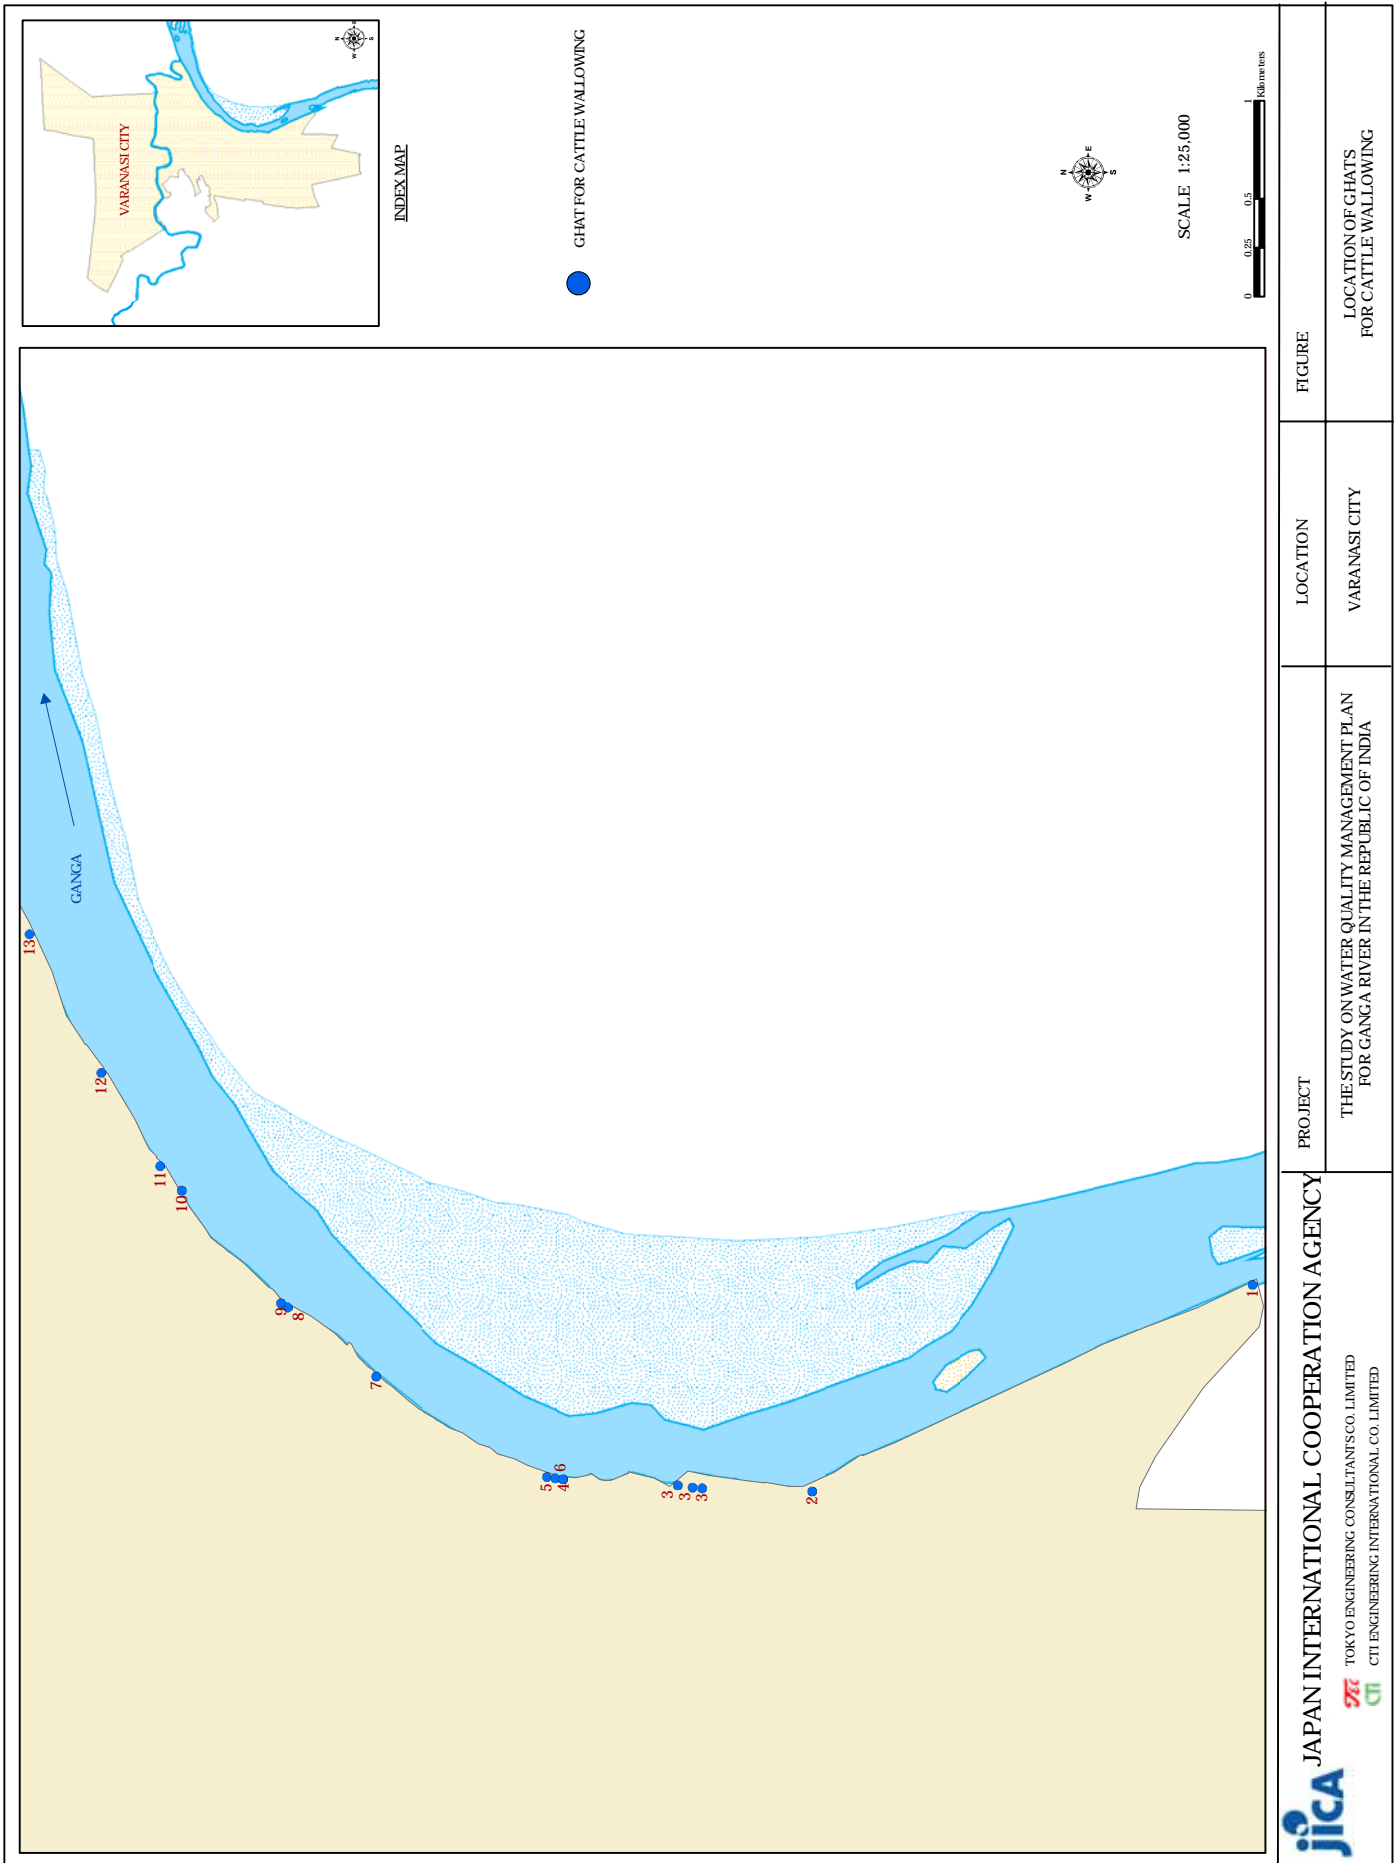 VARANASI CITY
N
E
S
W
INDEX MAP
GHAT FOR CATTLE WALLOWING
N
E
S
W
SCALE 1:25,000
0 0.25 0.5 1
Kilometers
GANGA
13
12
11
10
9
8
7
5
6
4
3
3
3
2
1
JAPAN INTERNATIONAL COOPERATION AGENCY
jica
TEC TOKYO ENGINEERING CONSULTANTS CO. LIMITED
CTI CTI ENGINEERING INTERNATIONAL CO. LIMITED
PROJECT
THE STUDY ON WATER QUALITY MANAGEMENT PLAN
FOR GANGA RIVER IN THE REPUBLIC OF INDIA
LOCATION
VARANASI CITY
FIGURE
LOCATION OF GHATS
FOR CATTLE WALLOWING